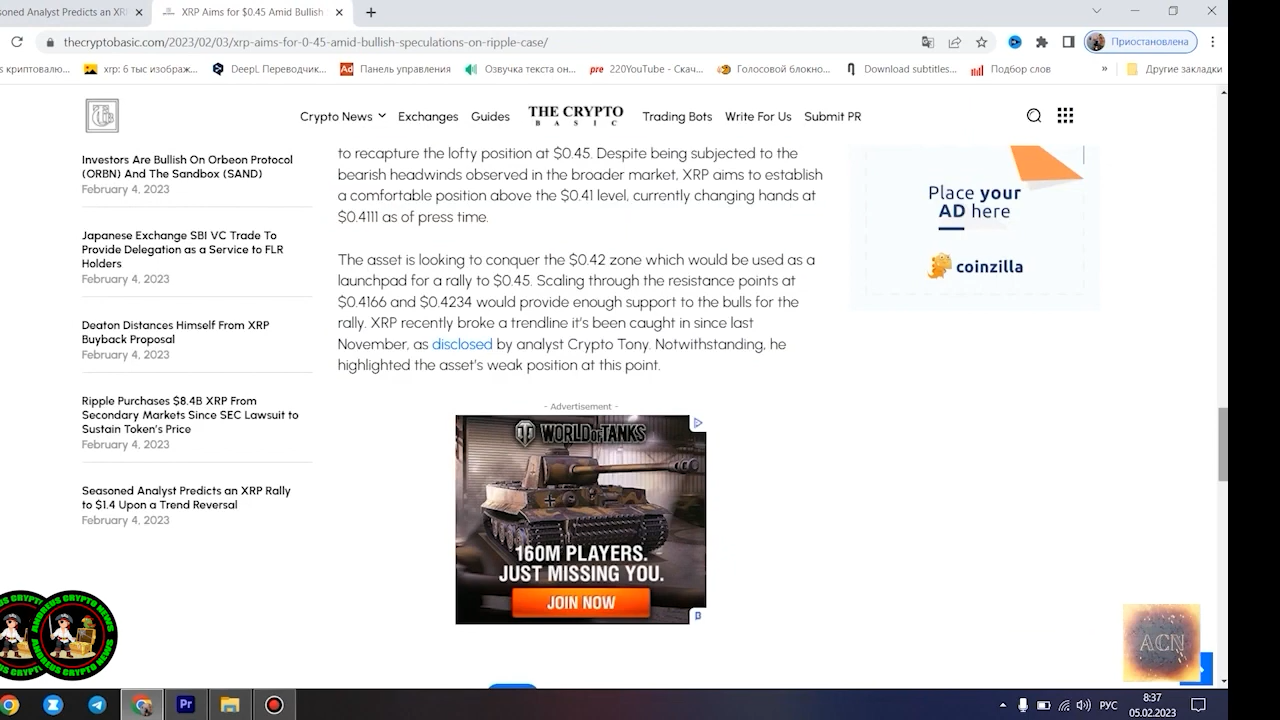 soned Analyst Predicts an XRI
XRP Aims for $0.45 Amid Bullish
thecryptobasic.com/2023/02/03/xrp-aims-for-0-45-amid-bullish-speculations-on-ripple-case/
Приостановлена
s криптовалю...
xrp: 6 тыс изображ...
DeepL Переводчик...
Панель управления
Озвучка текста он...
pre 220YouTube - Скач...
Голосовой блокно...
Download subtitles...
Подбор слов
»
Другие закладки
Crypto News
Exchanges
Guides
THE CRYPTO
BASIC
Trading Bots
Write For Us
Submit PR
Investors Are Bullish On Orbeon Protocol
(ORBN) And The Sandbox (SAND)
February 4, 2023
Japanese Exchange SBI VC Trade To
Provide Delegation as a Service to FLR
Holders
February 4, 2023
Deaton Distances Himself From XRP
Buyback Proposal
February 4, 2023
Ripple Purchases $8.4B XRP From
Secondary Markets Since SEC Lawsuit to
Sustain Token's Price
February 4, 2023
Seasoned Analyst Predicts an XRP Rally
to $1.4 Upon a Trend Reversal
February 4, 2023
to recapture the lofty position at $0.45. Despite being subjected to the
bearish headwinds observed in the broader market, XRP aims to establish
a comfortable position above the $0.41 level, currently changing hands at
$0.4111 as of press time.
The asset is looking to conquer the $0.42 zone which would be used as a
launchpad for a rally to $0.45. Scaling through the resistance points at
$0.4166 and $0.4234 would provide enough support to the bulls for the
rally. XRP recently broke a trendline it's been caught in since last
November, as disclosed by analyst Crypto Tony. Notwithstanding, he
highlighted the asset's weak position at this point.
- Advertisement -
WORLD OF TANKS
160M PLAYERS.
JUST MISSING YOU.
JOIN NOW
Place your
AD here
coinzilla
ANDREUS CRYPTO NEWS
ACN
РУС
8:37
05.02.2023